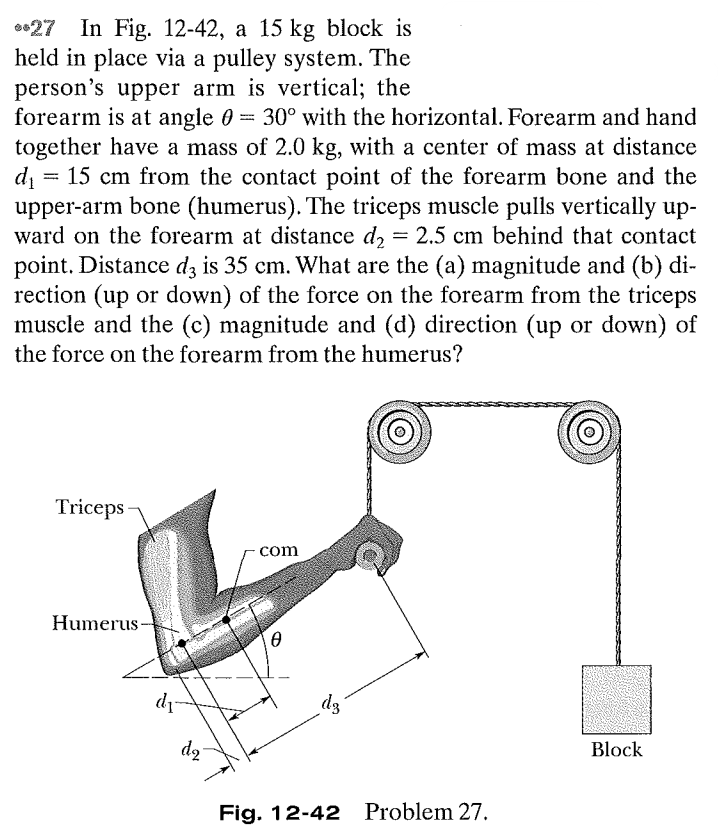 ••27 In Fig. 12-42, a 15 kg block is
held in place via a pulley system. The
person's upper arm is vertical; the
forearm is at angle θ = 30° with the horizontal. Forearm and hand
together have a mass of 2.0 kg, with a center of mass at distance
d₁ = 15 cm from the contact point of the forearm bone and the
upper-arm bone (humerus). The triceps muscle pulls vertically up-
ward on the forearm at distance d₂ = 2.5 cm behind that contact
point. Distance d₃ is 35 cm. What are the (a) magnitude and (b) di-
rection (up or down) of the force on the forearm from the triceps
muscle and the (c) magnitude and (d) direction (up or down) of
the force on the forearm from the humerus?
Triceps
com
Humerus
θ
d₁
d₃
d₂
Block
Fig. 12-42 Problem 27.